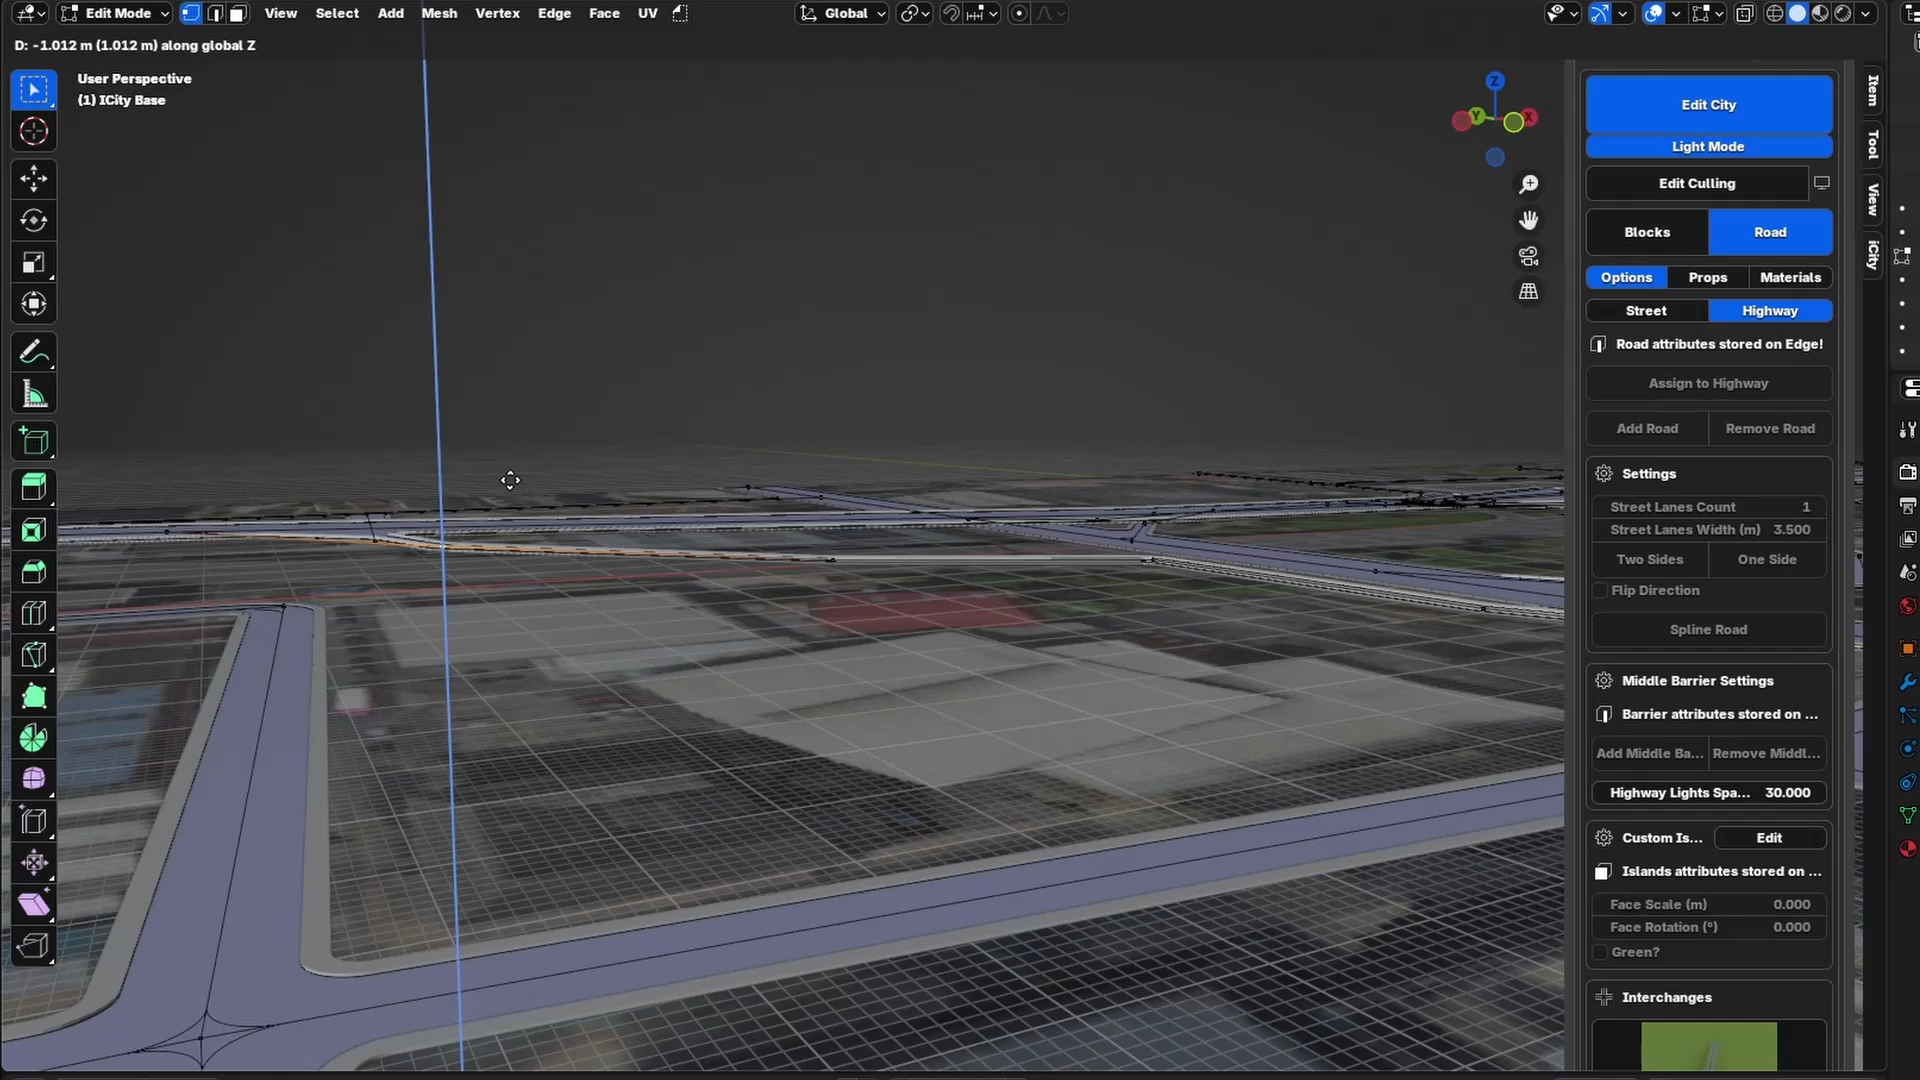 Edit Mode View Select Add Mesh Vertex Edge Face UV Global
D: -1.012 m (1.012 m) along global Z
User Perspective
(1) ICity Base
Z
Y X
Item
Tool
View
iCity
Edit City
Light Mode
Edit Culling
Blocks Road
Options Props Materials
Street Highway
Road attributes stored on Edge!
Assign to Highway
Add Road Remove Road
Settings
Street Lanes Count 1
Street Lanes Width (m) 3.500
Two Sides One Side
Flip Direction
Spline Road
Middle Barrier Settings
Barrier attributes stored on ...
Add Middle Ba... Remove Middl...
Highway Lights Spa... 30.000
Custom Is... Edit
Islands attributes stored on ...
Face Scale (m) 0.000
Face Rotation (°) 0.000
Green?
Interchanges